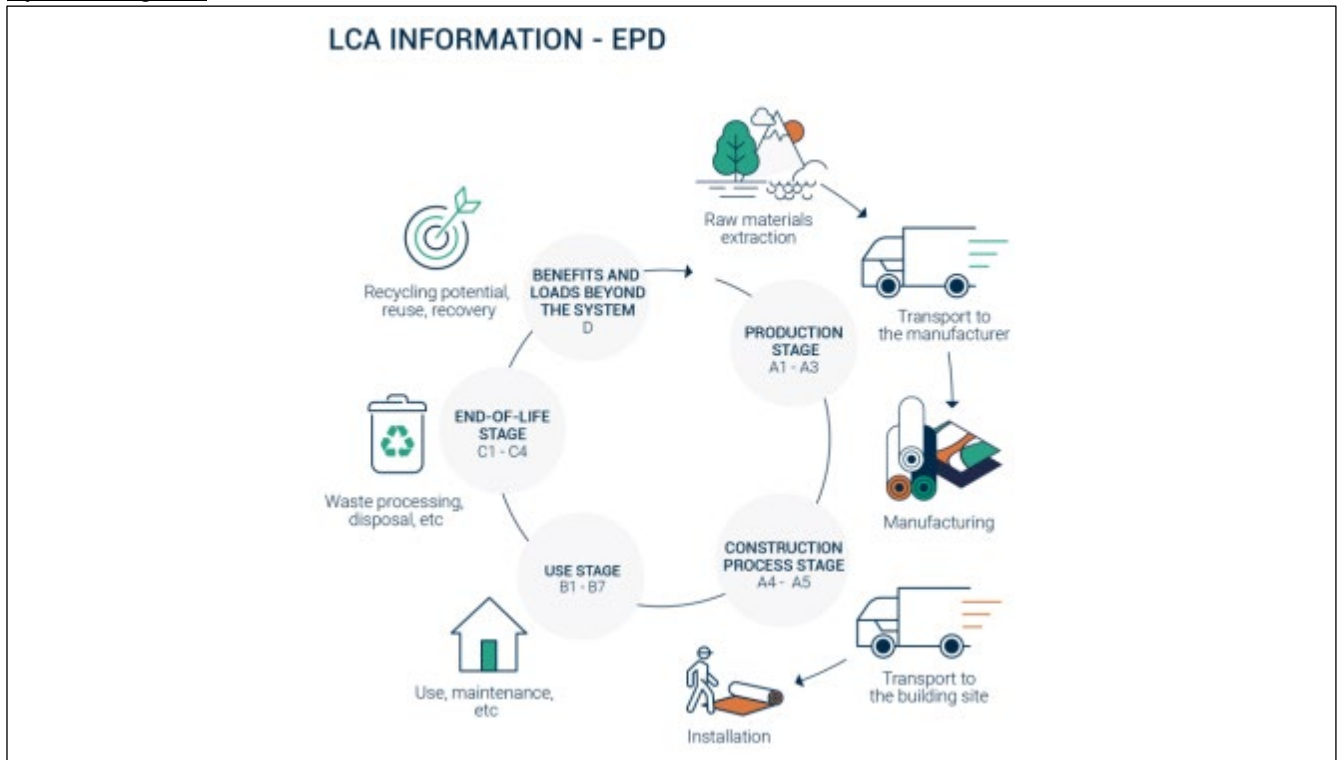 LCA INFORMATION - EPD
Raw materials
extraction
Transport to
the manufacturer
Manufacturing
PRODUCTION
STAGE
A1 - A3
CONSTRUCTION
PROCESS STAGE
A4 - A5
Transport to
the building site
Installation
USE STAGE
B1 - B7
Use, maintenance,
etc
END-OF-LIFE
STAGE
C1 - C4
Waste processing,
disposal, etc
BENEFITS AND
LOADS BEYOND
THE SYSTEM
D
Recycling potential,
reuse, recovery